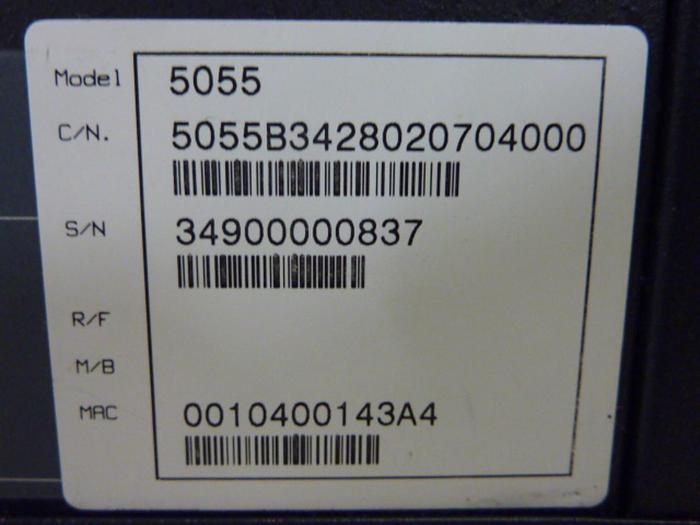 Model 5055
C/N. 5055B3428020704000
S/N 34900000837
R/F
M/B
MAC 0010400143A4